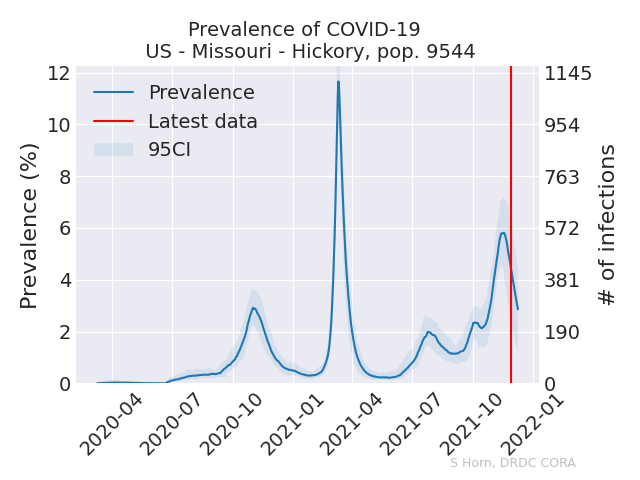 Prevalence of COVID-19
US - Missouri - Hickory, pop. 9544
Prevalence
Latest data
95CI
Prevalence (%)
12
10
8
6
4
2
0
1145
954
763
572
381
190
0
# of infections
2020-04
2020-07
2020-10
2021-01
2021-04
2021-07
2021-10
2022-01
S Horn, DRDC CORA